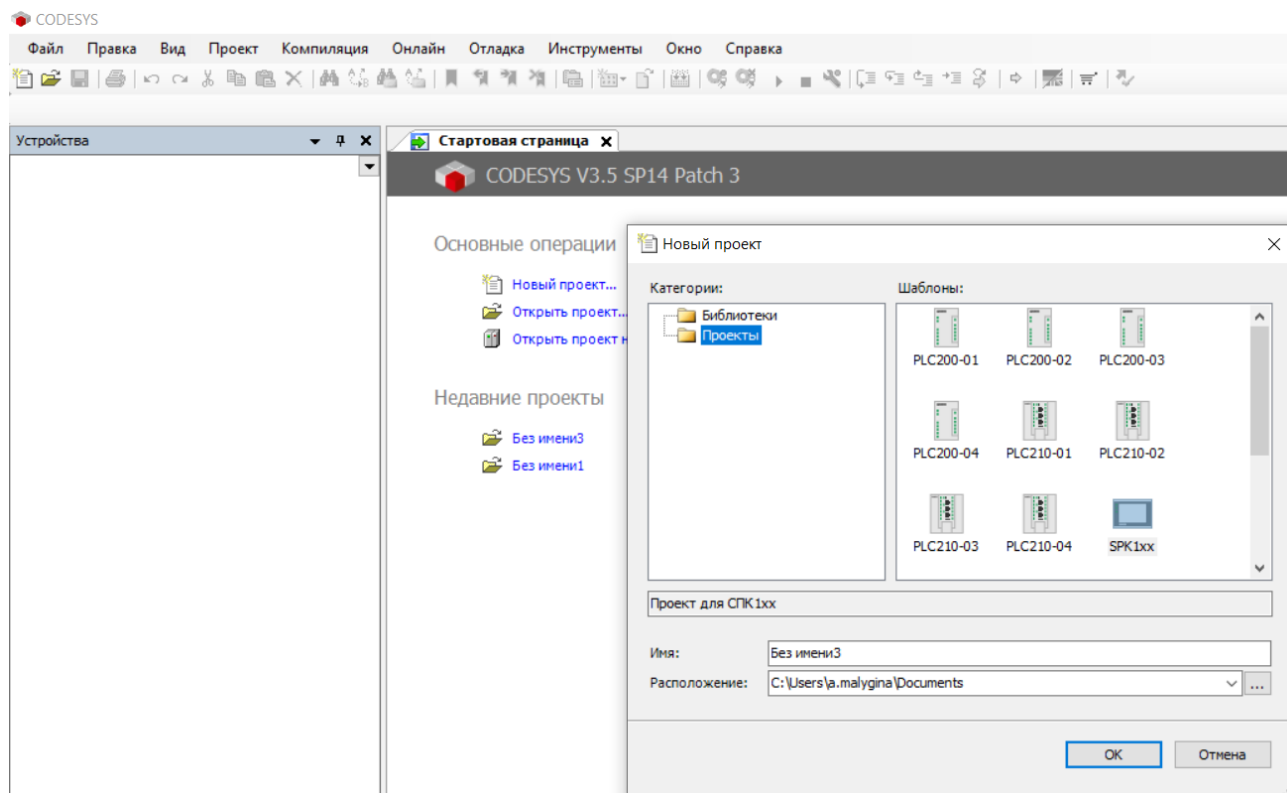 CODESYS
Файл Правка Вид Проект Компиляция Онлайн Отладка Инструменты Окно Справка
Устройства
Стартовая страница
CODESYS V3.5 SP14 Patch 3
Основные операции
Новый проект...
Открыть проект...
Открыть проект н
Недавние проекты
Без имени3
Без имени1
Новый проект
Категории:
Библиотеки
Проекты
Шаблоны:
PLC200-01 PLC200-02 PLC200-03
PLC200-04 PLC210-01 PLC210-02
PLC210-03 PLC210-04 SPK1xx
Проект для СПК1xx
Имя: Без имени3
Расположение: C:\Users\a.malygina\Documents ...
ОК Отмена